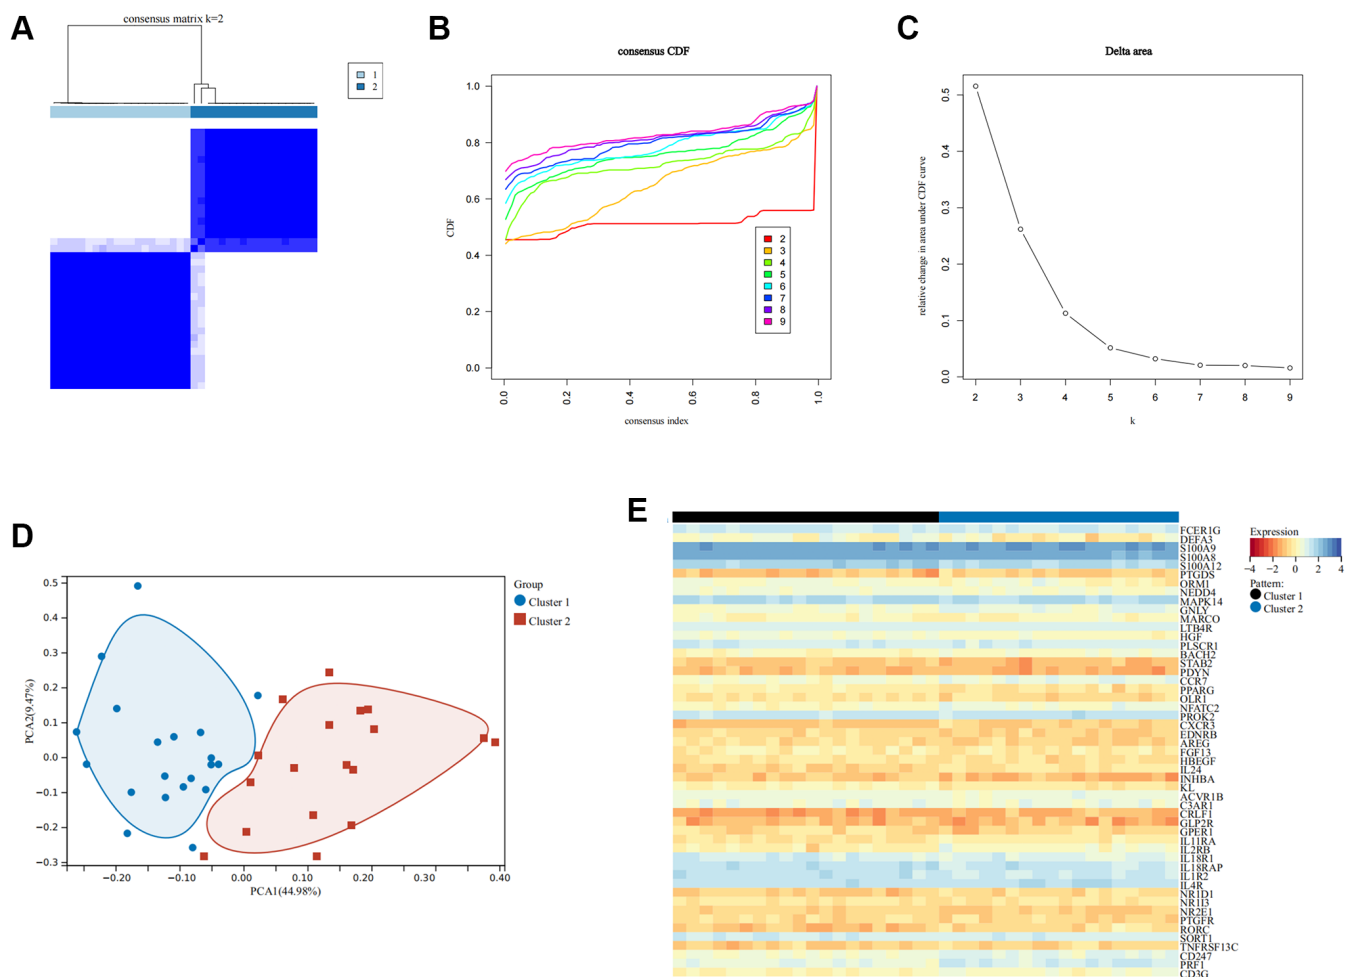 A
consensus matrix k=2
1
2
B
consensus CDF
CDF
1.0
0.8
0.6
0.4
0.2
0.0
2
3
4
5
6
7
8
9
0.0
0.2
0.4
0.6
0.8
1.0
consensus index
C
Delta area
relative change in area under CDF curve
0.5
0.4
0.3
0.2
0.1
0.0
2
3
4
5
6
7
8
9
k
D
PCA2(9.47%)
0.5
0.4
0.3
0.2
0.1
0.0
−0.1
−0.2
−0.3
−0.20
−0.10
0.00
0.10
0.20
0.30
0.40
PCA1(44.98%)
Group
Cluster 1
Cluster 2
E
FCER1G
DEFA3
S100A9
S100A8
S100A12
PTGDS
ORM1
NEDD4
MAPK14
GNLY
MARCO
LTB4R
HGF
PLSCR1
BACH2
STAB2
PDYN
CCR7
PPARG
OLR1
NFATC2
PROK2
CXCR3
EDNRB
AREG
FGF13
HBEGF
IL24
INHBA
KL
ACVR1B
C3AR1
CRLF1
GLP2R
GPER1
IL11RA
IL2RB
IL18R1
IL18RAP
IL1R2
IL4R
NR1D1
NR1I3
NR2E1
PTGFR
RORC
SORT1
TNFRSF13C
CD247
PRF1
CD3G
Expression
−4 −2 0 2 4
Pattern:
Cluster 1
Cluster 2